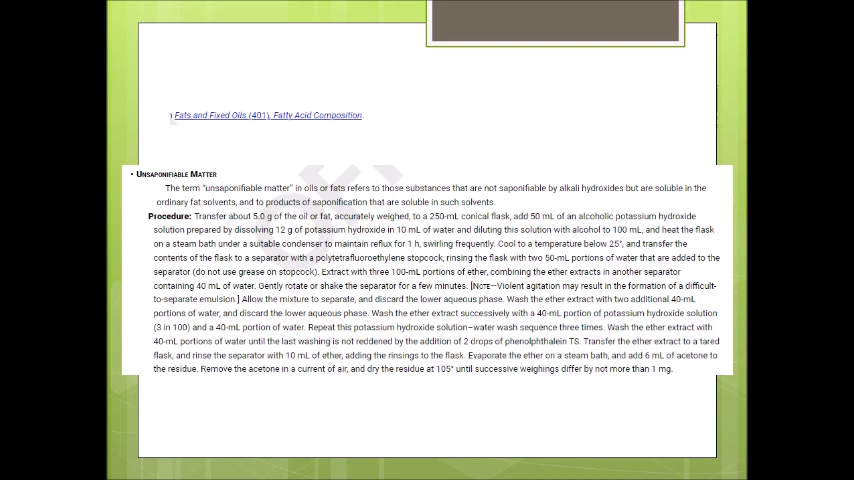 ) Fats and Fixed Oils (401), Fatty Acid Composition.
• UNSAPONIFIABLE MATTER
The term “unsaponifiable matter” in oils or fats refers to those substances that are not saponifiable by alkali hydroxides but are soluble in the
ordinary fat solvents, and to products of saponification that are soluble in such solvents.
Procedure: Transfer about 5.0 g of the oil or fat, accurately weighed, to a 250-mL conical flask, add 50 mL of an alcoholic potassium hydroxide
solution prepared by dissolving 12 g of potassium hydroxide in 10 mL of water and diluting this solution with alcohol to 100 mL, and heat the flask
on a steam bath under a suitable condenser to maintain reflux for 1 h, swirling frequently. Cool to a temperature below 25°, and transfer the
contents of the flask to a separator with a polytetrafluoroethylene stopcock, rinsing the flask with two 50-mL portions of water that are added to the
separator (do not use grease on stopcock). Extract with three 100-mL portions of ether, combining the ether extracts in another separator
containing 40 mL of water. Gently rotate or shake the separator for a few minutes. [NOTE—Violent agitation may result in the formation of a difficult-
to-separate emulsion.] Allow the mixture to separate, and discard the lower aqueous phase. Wash the ether extract with two additional 40-mL
portions of water, and discard the lower aqueous phase. Wash the ether extract successively with a 40-mL portion of potassium hydroxide solution
(3 in 100) and a 40-mL portion of water. Repeat this potassium hydroxide solution–water wash sequence three times. Wash the ether extract with
40-mL portions of water until the last washing is not reddened by the addition of 2 drops of phenolphthalein TS. Transfer the ether extract to a tared
flask, and rinse the separator with 10 mL of ether, adding the rinsings to the flask. Evaporate the ether on a steam bath, and add 6 mL of acetone to
the residue. Remove the acetone in a current of air, and dry the residue at 105° until successive weighings differ by not more than 1 mg.